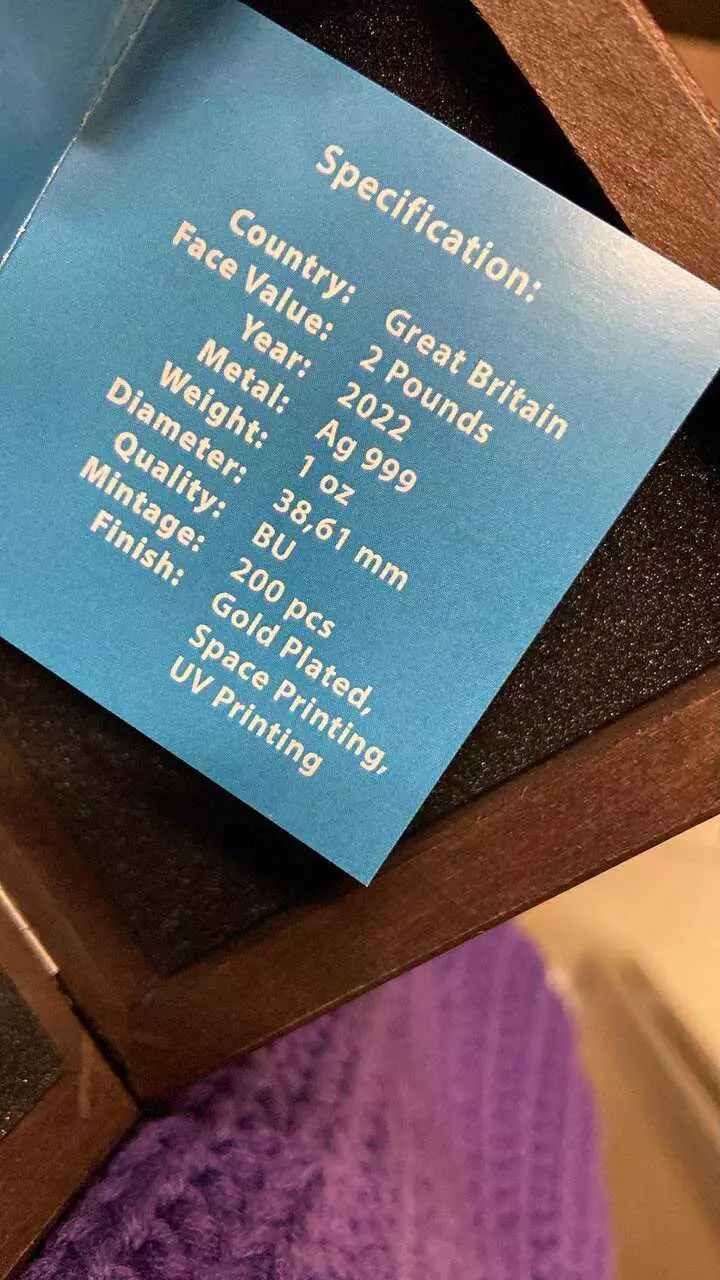 Specification:
Country: Great Britain
Face Value: 2 Pounds
Year: 2022
Metal: Ag 999
Weight: 1 oz
Diameter: 38,61 mm
Quality: BU
Mintage: 200 pcs
Finish: Gold Plated,
Space Printing,
UV Printing